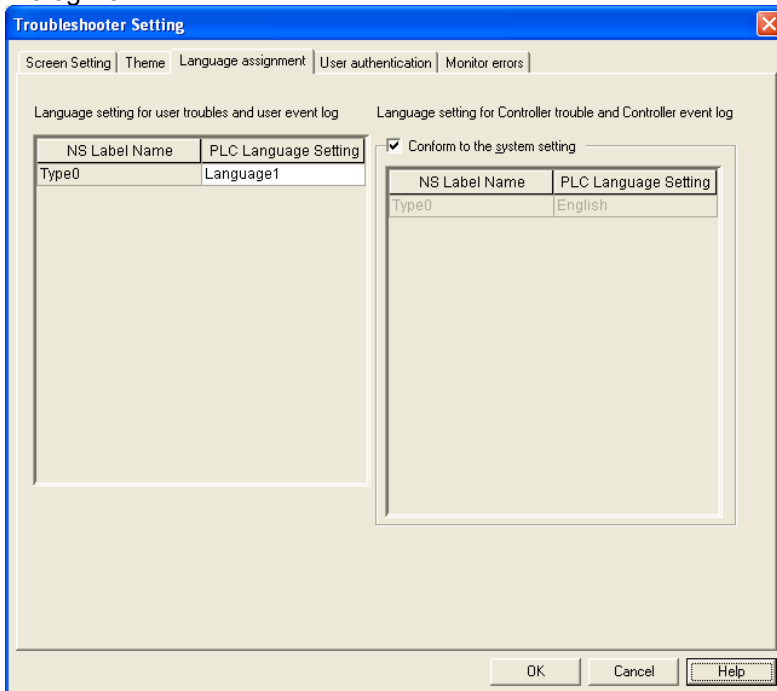 Troubleshooter Setting
Screen Setting Theme Language assignment User authentication Monitor errors
Language setting for user troubles and user event log
NS Label Name PLC Language Setting
Type0 Language1
Language setting for Controller trouble and Controller event log
Conform to the system setting
NS Label Name PLC Language Setting
Type0 English
OK Cancel Help